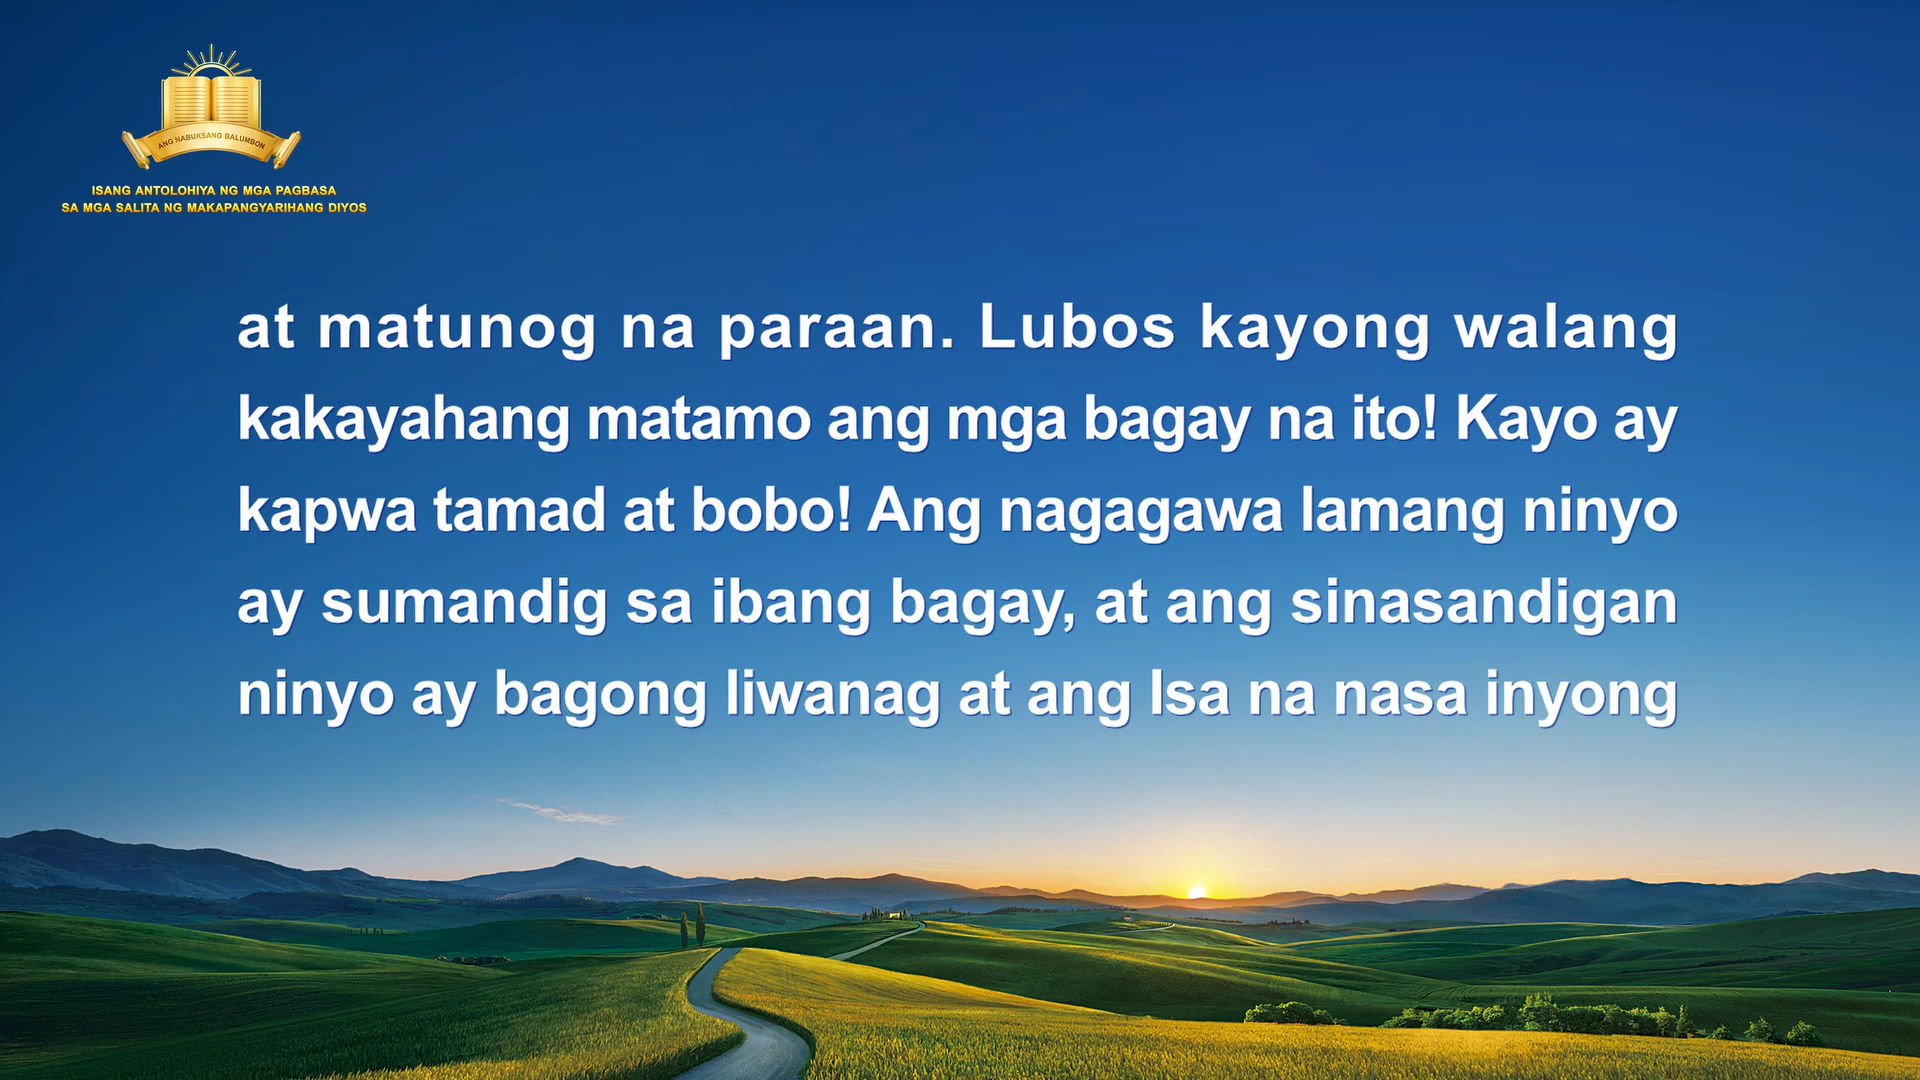 ANG NABUKSANG BALUMBON
ISANG ANTOLOHIYA NG MGA PAGBASA
SA MGA SALITA NG MAKAPANGYARIHANG DIYOS
at matunog na paraan. Lubos kayong walang
kakayahang matamo ang mga bagay na ito! Kayo ay
kapwa tamad at bobo! Ang nagagawa lamang ninyo
ay sumandig sa ibang bagay, at ang sinasandigan
ninyo ay bagong liwanag at ang Isa na nasa inyong